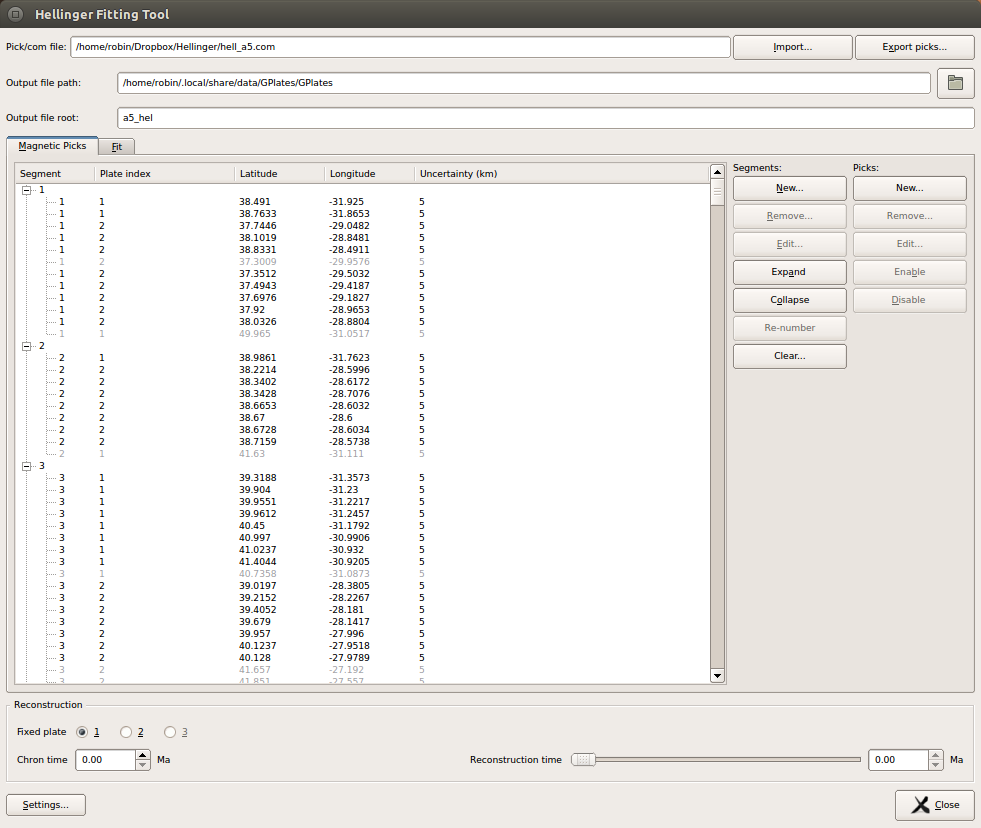 Hellinger Fitting Tool
Pick/com file: /home/robin/Dropbox/Hellinger/hell_a5.com Import... Export picks...
Output file path: /home/robin/.local/share/data/GPlates/GPlates
Output file root: a5_hel
Magnetic Picks Fit
Segment Plate index Latitude Longitude Uncertainty (km)
1
1 1 38.491 -31.925 5
1 1 38.7633 -31.8653 5
1 2 37.7446 -29.0482 5
1 2 38.1019 -28.8481 5
1 2 38.8331 -28.4911 5
1 2 37.3009 -29.9576 5
1 2 37.3512 -29.5032 5
1 2 37.4943 -29.4187 5
1 2 37.6976 -29.1827 5
1 2 37.92 -28.9653 5
1 2 38.0326 -28.8804 5
1 1 49.965 -31.0517 5
2
2 1 38.9861 -31.7623 5
2 2 38.2214 -28.5996 5
2 2 38.3402 -28.6172 5
2 2 38.3428 -28.7076 5
2 2 38.6653 -28.6032 5
2 2 38.67 -28.6 5
2 2 38.6728 -28.6034 5
2 2 38.7159 -28.5738 5
2 1 41.63 -31.111 5
3
3 1 39.3188 -31.3573 5
3 1 39.904 -31.23 5
3 1 39.9551 -31.2217 5
3 1 39.9612 -31.2457 5
3 1 40.45 -31.1792 5
3 1 40.997 -30.9906 5
3 1 41.0237 -30.932 5
3 1 41.4044 -30.9205 5
3 1 40.7358 -31.0873 5
3 2 39.0197 -28.3805 5
3 2 39.2152 -28.2267 5
3 2 39.4052 -28.181 5
3 2 39.679 -28.1417 5
3 2 39.957 -27.996 5
3 2 40.1237 -27.9518 5
3 2 40.128 -27.9789 5
3 2 41.657 -27.192 5
3 2 41.851 -27.557 5
Segments: Picks:
New... New...
Remove... Remove...
Edit... Edit...
Expand Enable
Collapse Disable
Re-number
Clear...
Reconstruction
Fixed plate 1 2 3
Chron time 0.00 Ma Reconstruction time 0.00 Ma
Settings... Close